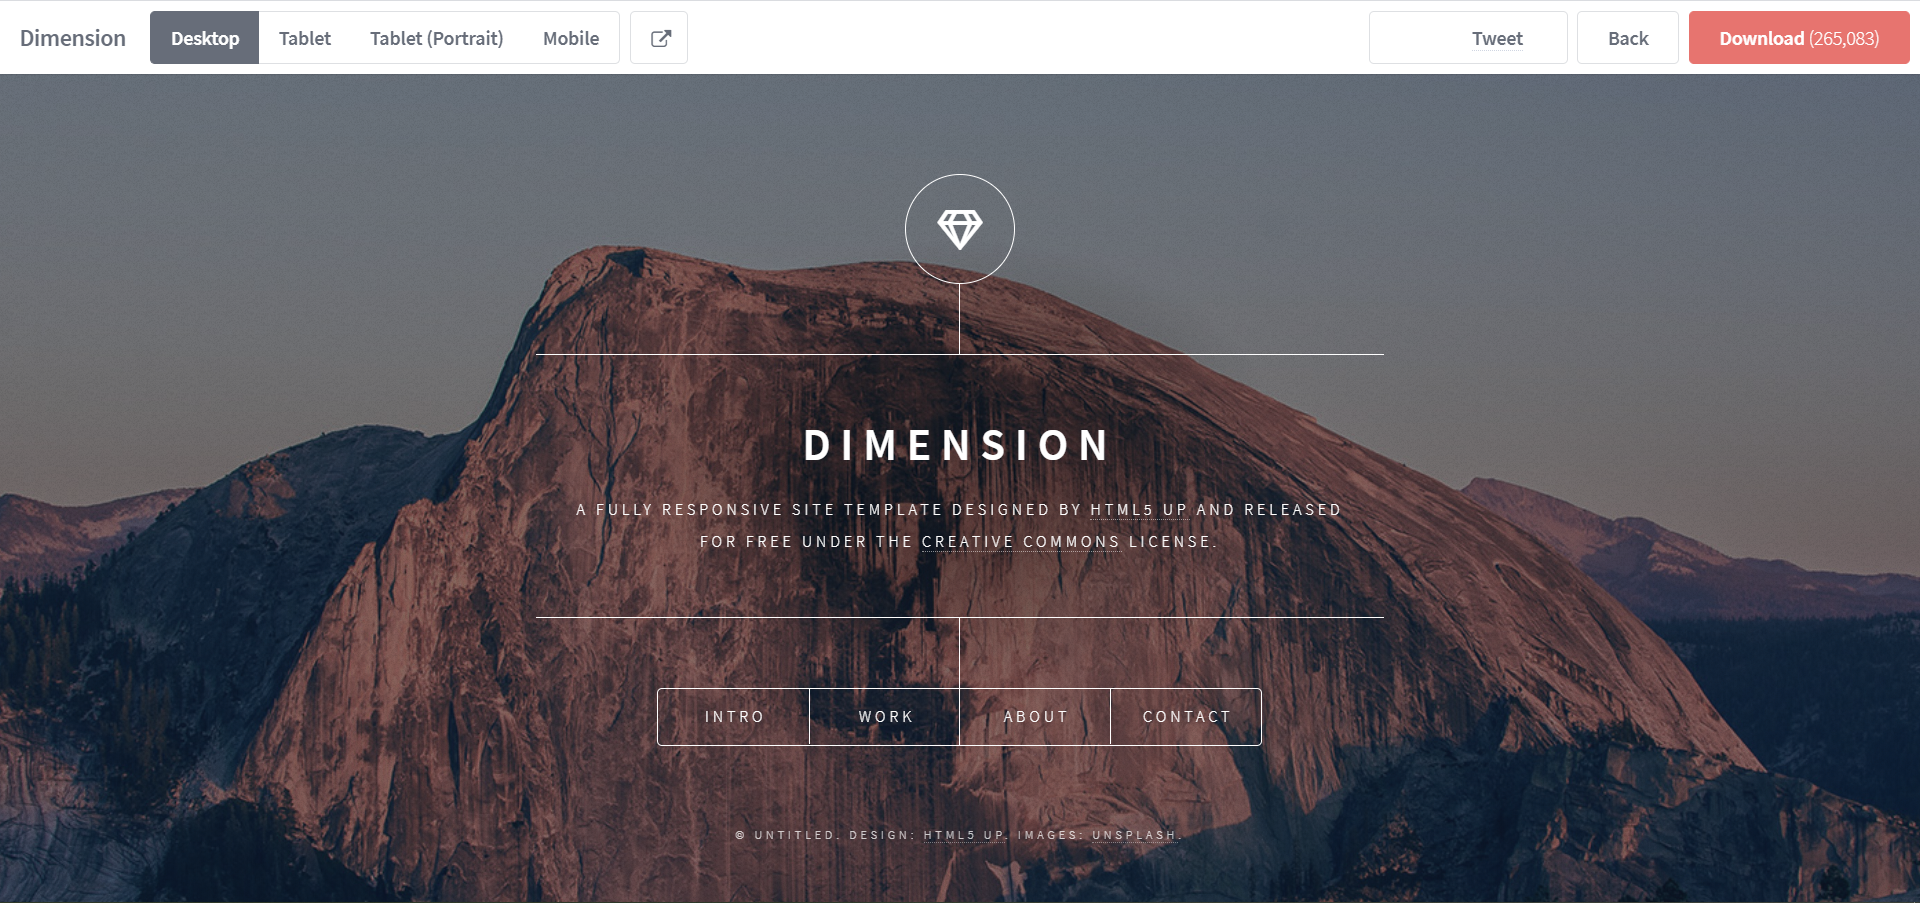 Dimension Desktop Tablet Tablet (Portrait) Mobile Tweet Back Download (265,083)
DIMENSION
A FULLY RESPONSIVE SITE TEMPLATE DESIGNED BY HTML5 UP AND RELEASED
FOR FREE UNDER THE CREATIVE COMMONS LICENSE.
INTRO WORK ABOUT CONTACT
© UNTITLED. DESIGN: HTML5 UP. IMAGES: UNSPLASH.